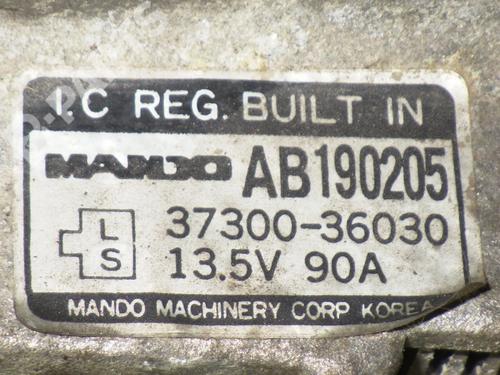 I.C REG. BUILT IN
MANDO AB190205
L 37300-36030
S 13.5V 90A
MANDO MACHINERY CORP KOREA